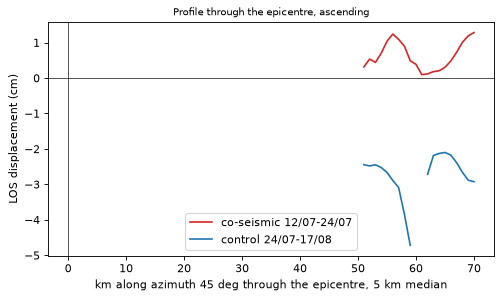 Profile through the epicentre, ascending
LOS displacement (cm)
1
0
−1
−2
−3
−4
−5
co-seismic 12/07-24/07
control 24/07-17/08
0 10 20 30 40 50 60 70
km along azimuth 45 deg through the epicentre, 5 km median